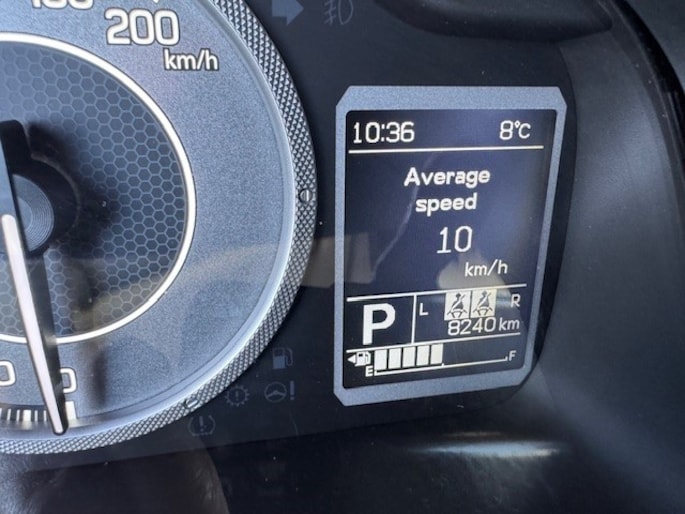 200
km/h
10:36 8°C
Average
speed
10
km/h
P L R
8240 km
E F